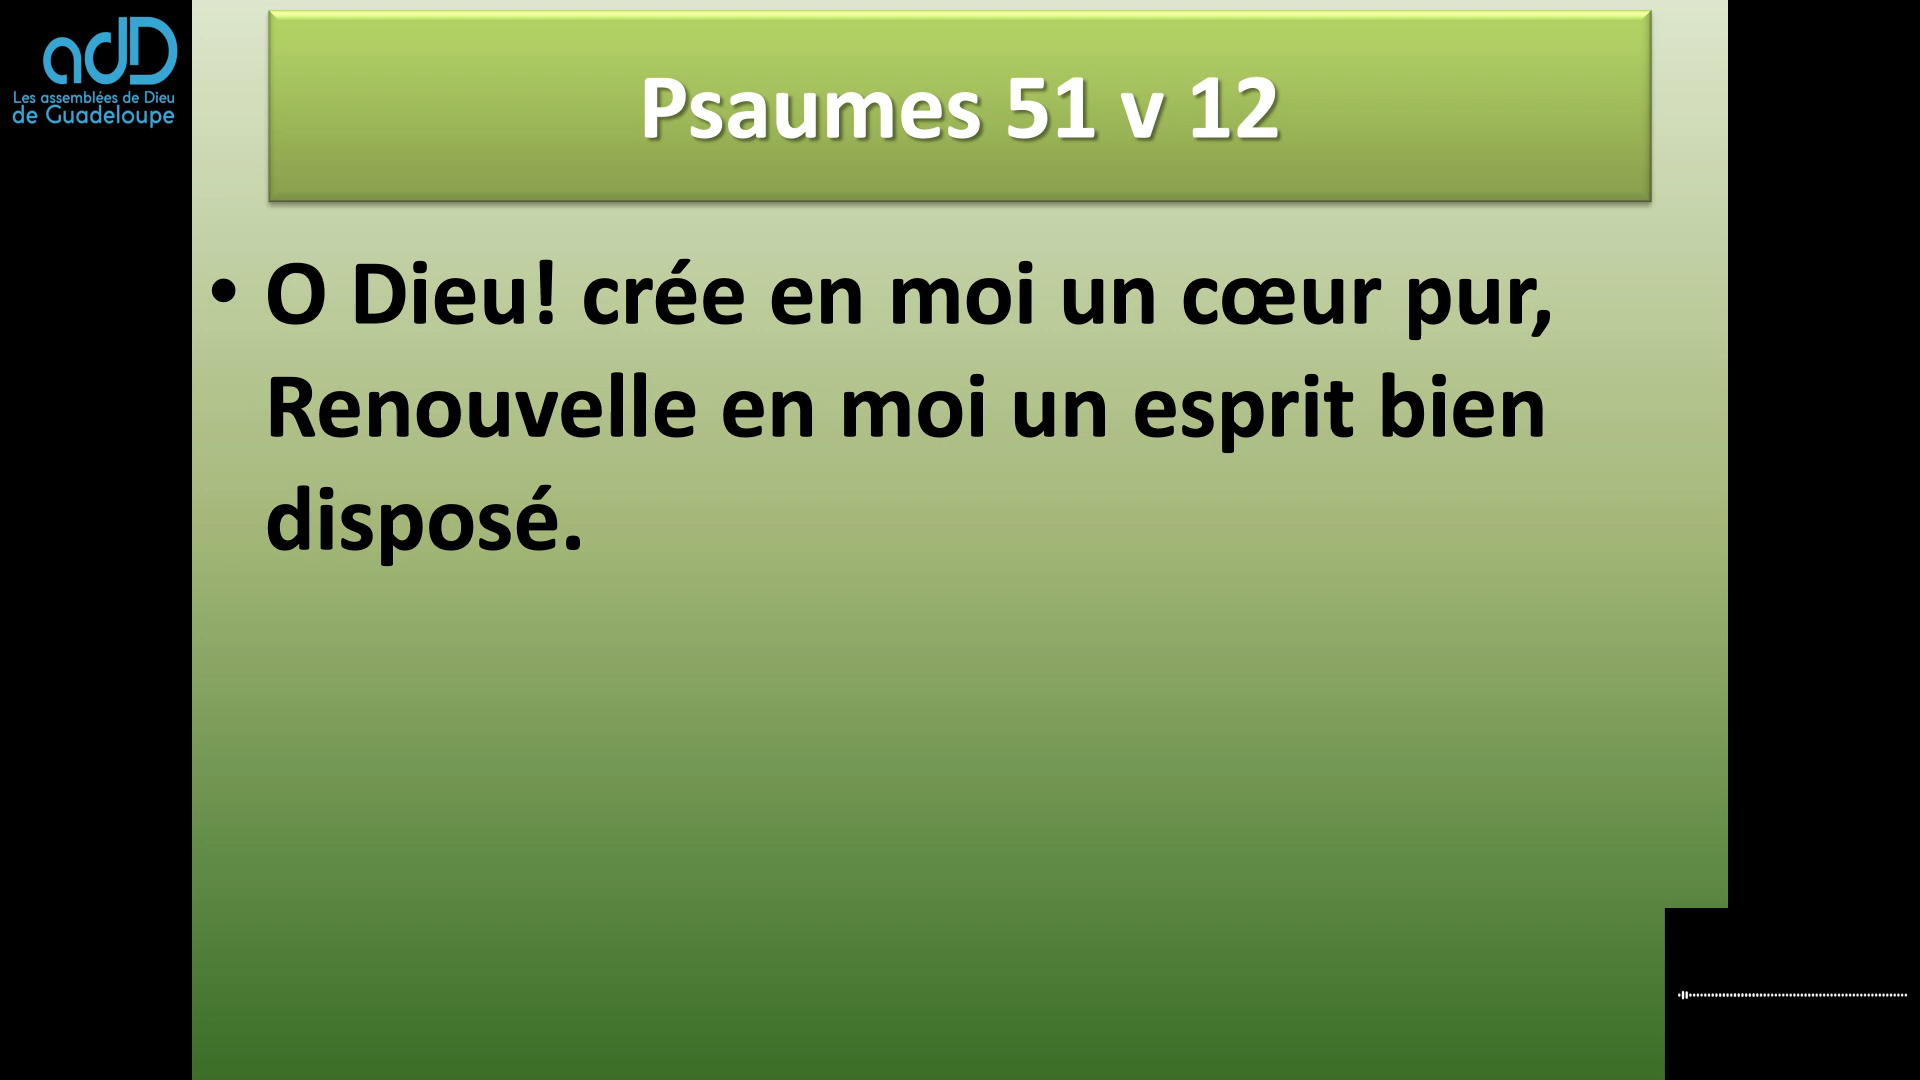 adD
Les assemblées de Dieu
de Guadeloupe
Psaumes 51 v 12
• O Dieu! crée en moi un cœur pur,
Renouvelle en moi un esprit bien
disposé.